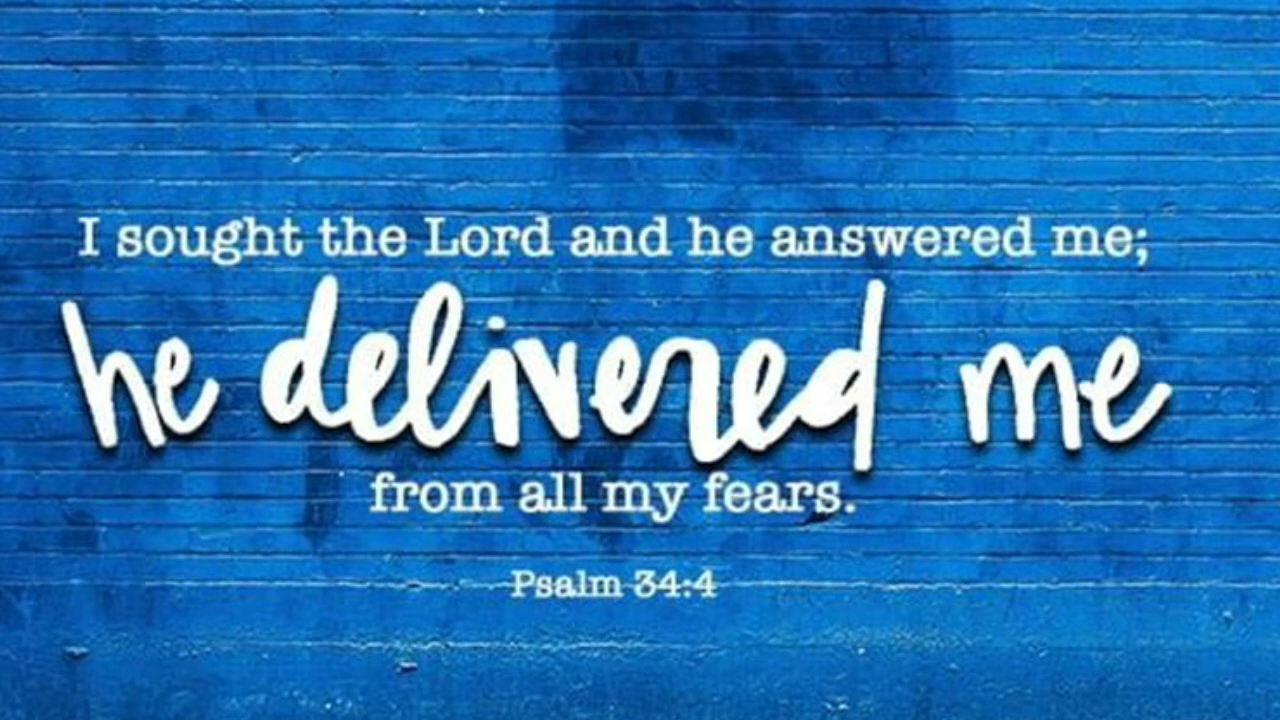 I sought the Lord and he answered me;
he delivered me
from all my fears.
Psalm 34:4